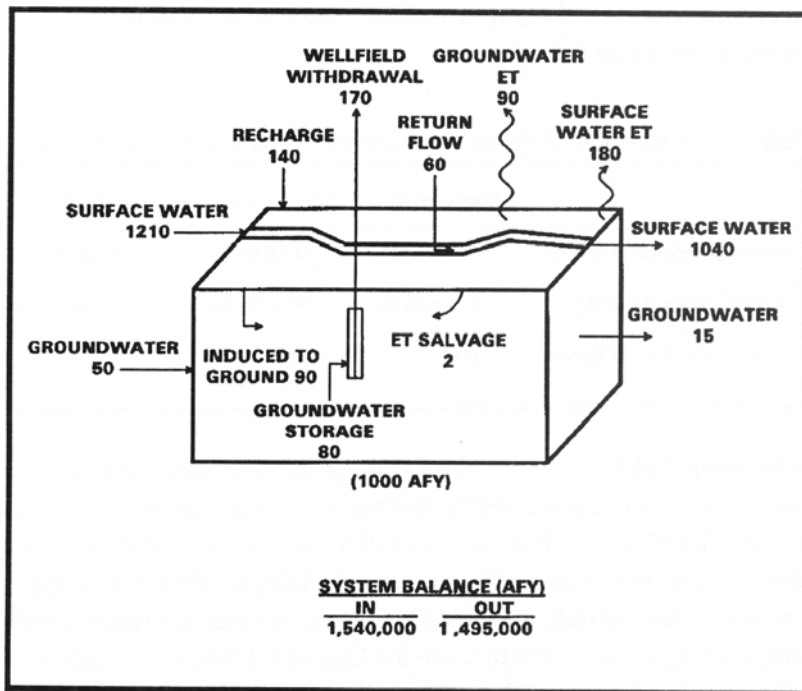 WELLFIELD
WITHDRAWAL
170
GROUNDWATER
ET
90
RECHARGE
140
RETURN
FLOW
60
SURFACE
WATER ET
180
SURFACE WATER
1210
SURFACE WATER
1040
GROUNDWATER
50
INDUCED TO
GROUND 90
ET SALVAGE
2
GROUNDWATER
15
GROUNDWATER
STORAGE
80
(1000 AFY)
SYSTEM BALANCE (AFY)
IN OUT
1,540,000 1,495,000